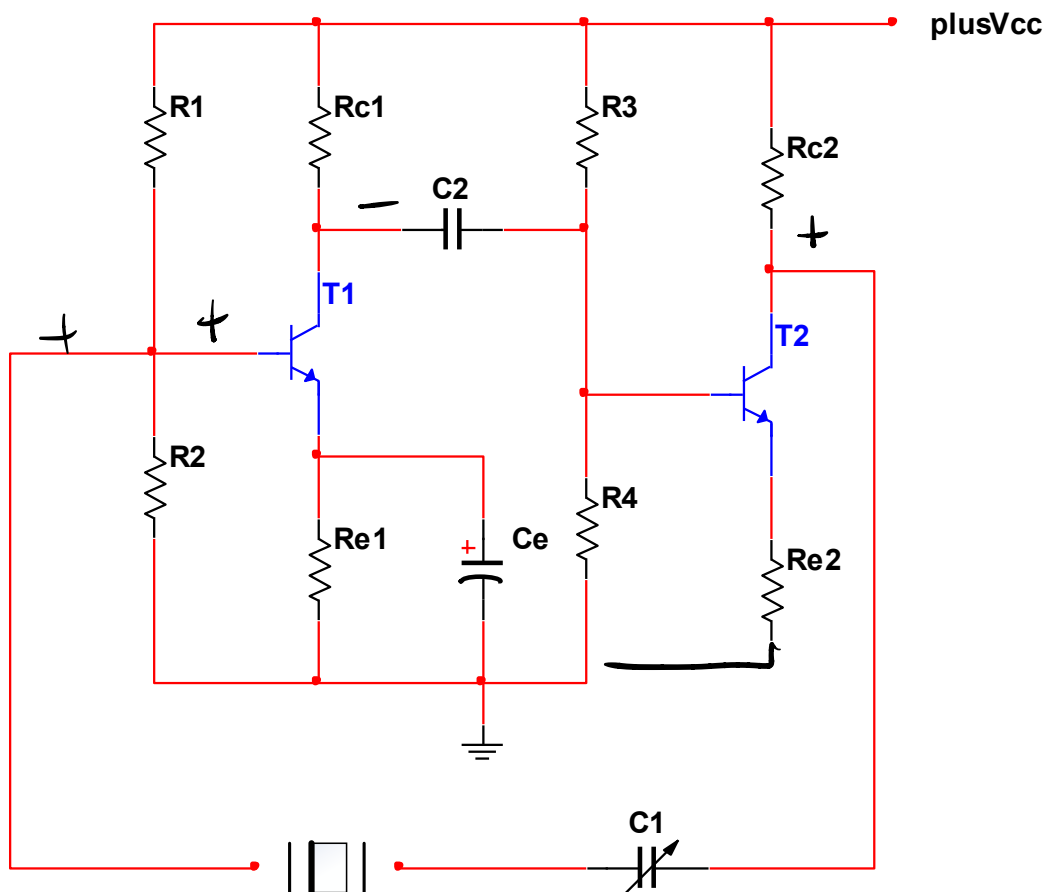 plusVcc
R1
Rc1
R3
Rc2
C2
−
+
T1
+
+
T2
R2
R4
Re1
+
Ce
Re2
C1